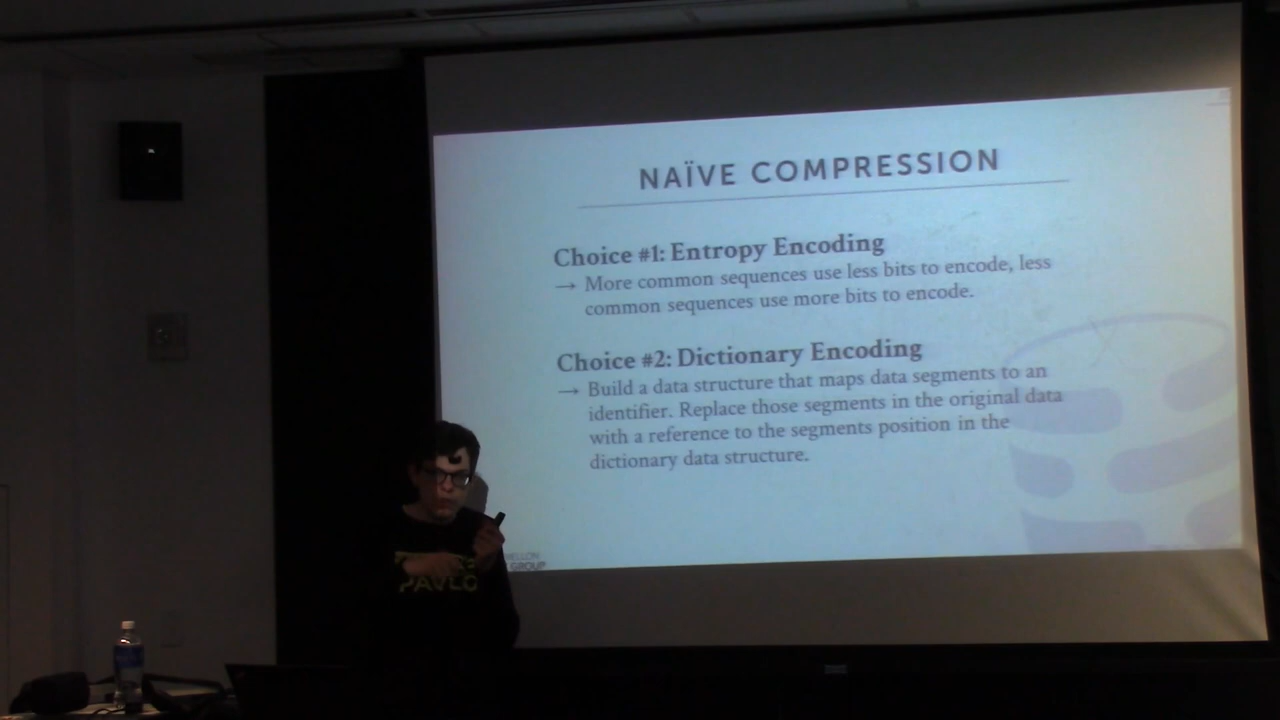 NAÏVE COMPRESSION
Choice #1: Entropy Encoding
→ More common sequences use less bits to encode, less
common sequences use more bits to encode.
Choice #2: Dictionary Encoding
→ Build a data structure that maps data segments to an
identifier. Replace those segments in the original data
with a reference to the segments position in the
dictionary data structure.
MELLON
GROUP
PAVLO